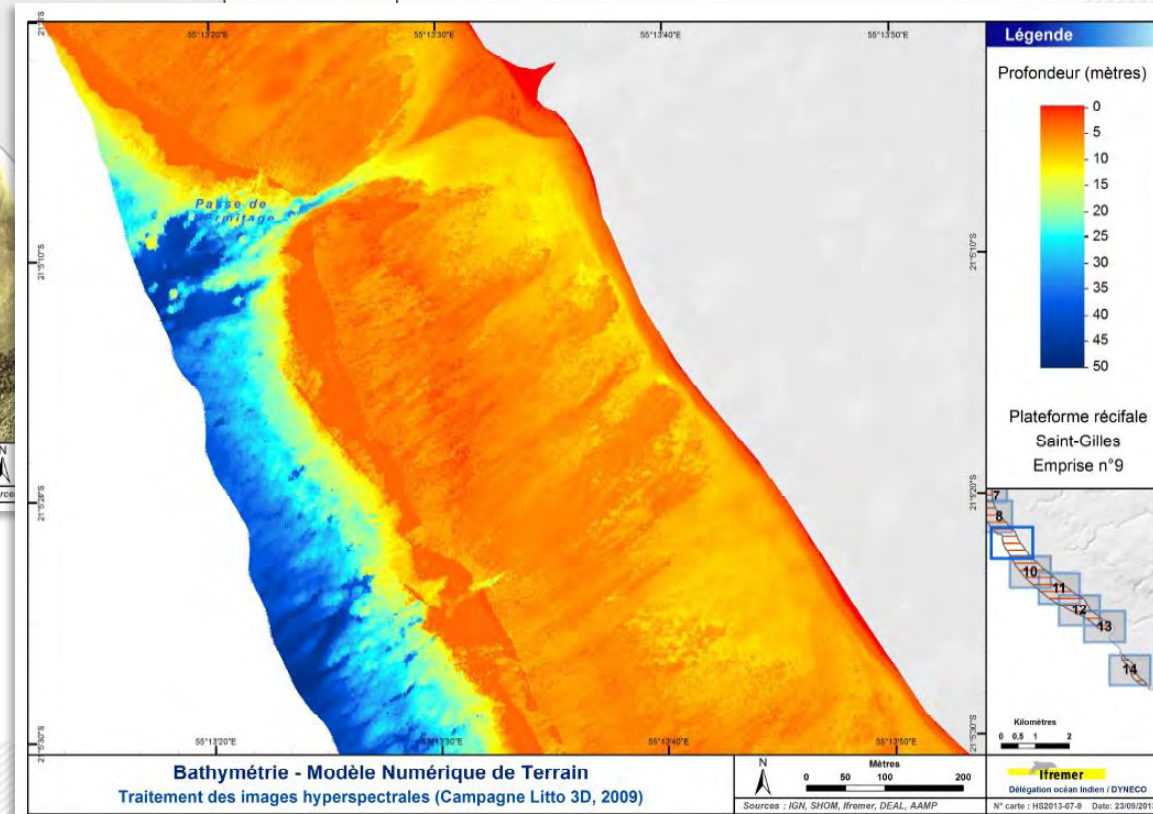 55°13'20"E
55°13'30"E
55°13'40"E
55°13'50"E
Légende
Profondeur (mètres)
0
5
10
15
20
25
30
35
40
45
50
Passe de
l'Ermitage
21°5'10"S
21°5'10"S
Plateforme récifale
Saint-Gilles
Emprise n°9
21°5'20"S
21°5'20"S
7
8
10
11
12
13
14
21°5'30"S
21°5'30"S
55°13'20"E
55°13'30"E
55°13'40"E
55°13'50"E
Kilomètres
0 0,5 1 2
Bathymétrie - Modèle Numérique de Terrain
Traitement des images hyperspectrales (Campagne Litto 3D, 2009)
N
Mètres
0 50 100 200
Sources : IGN, SHOM, Ifremer, DEAL, AAMP
Ifremer
Délégation océan Indien / DYNECO
N° carte : HS2013-07-9 Date: 23/09/2013
N